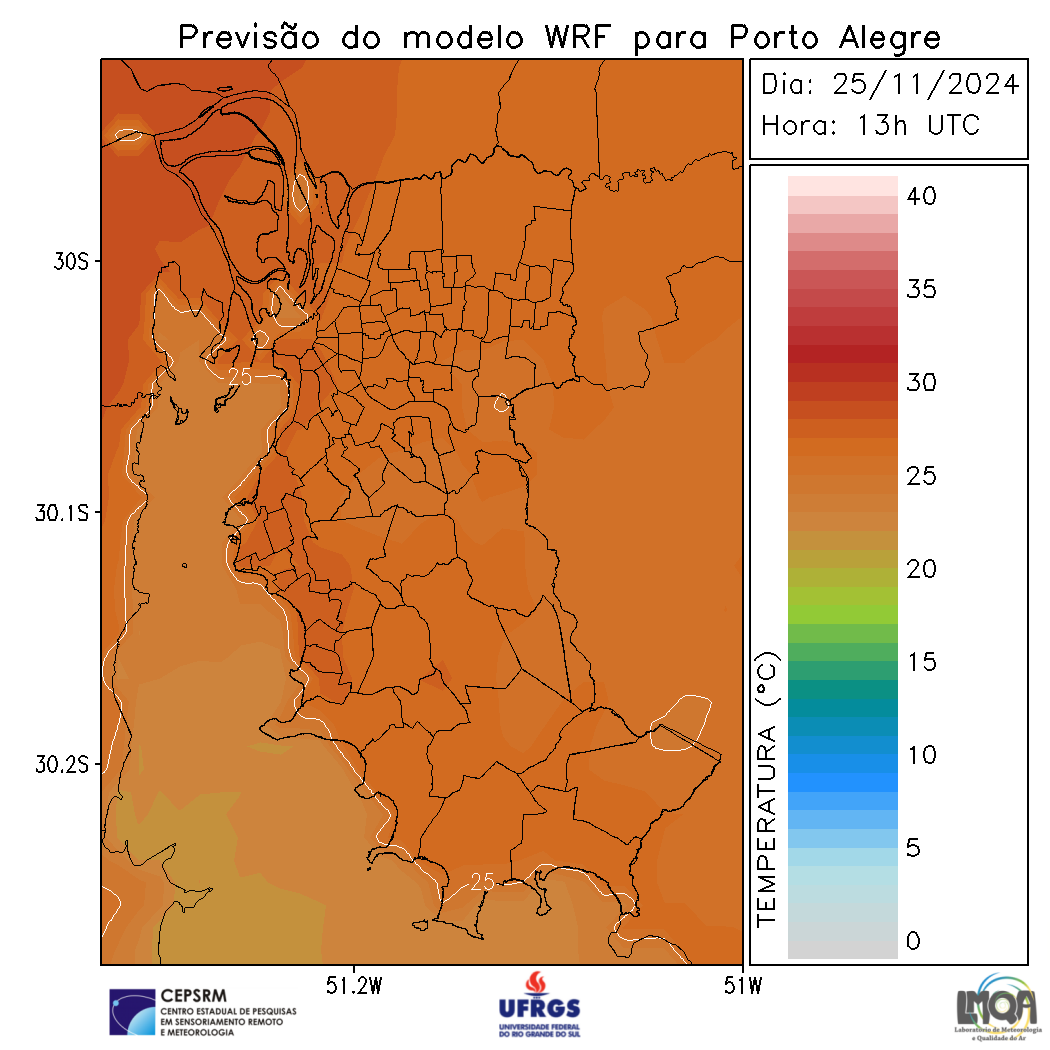 Previsão do modelo WRF para Porto Alegre
Dia: 25/11/2024
Hora: 13h UTC
40
35
30
25
20
15
10
5
0
TEMPERATURA (°C)
30S
30.1S
30.2S
25
25
51.2W
51W
CEPSRM
CENTRO ESTADUAL DE PESQUISAS
EM SENSORIAMENTO REMOTO
E METEOROLOGIA
UFRGS
UNIVERSIDADE FEDERAL
DO RIO GRANDE DO SUL
LMQA
Laboratório de Meteorologia
e Qualidade do Ar